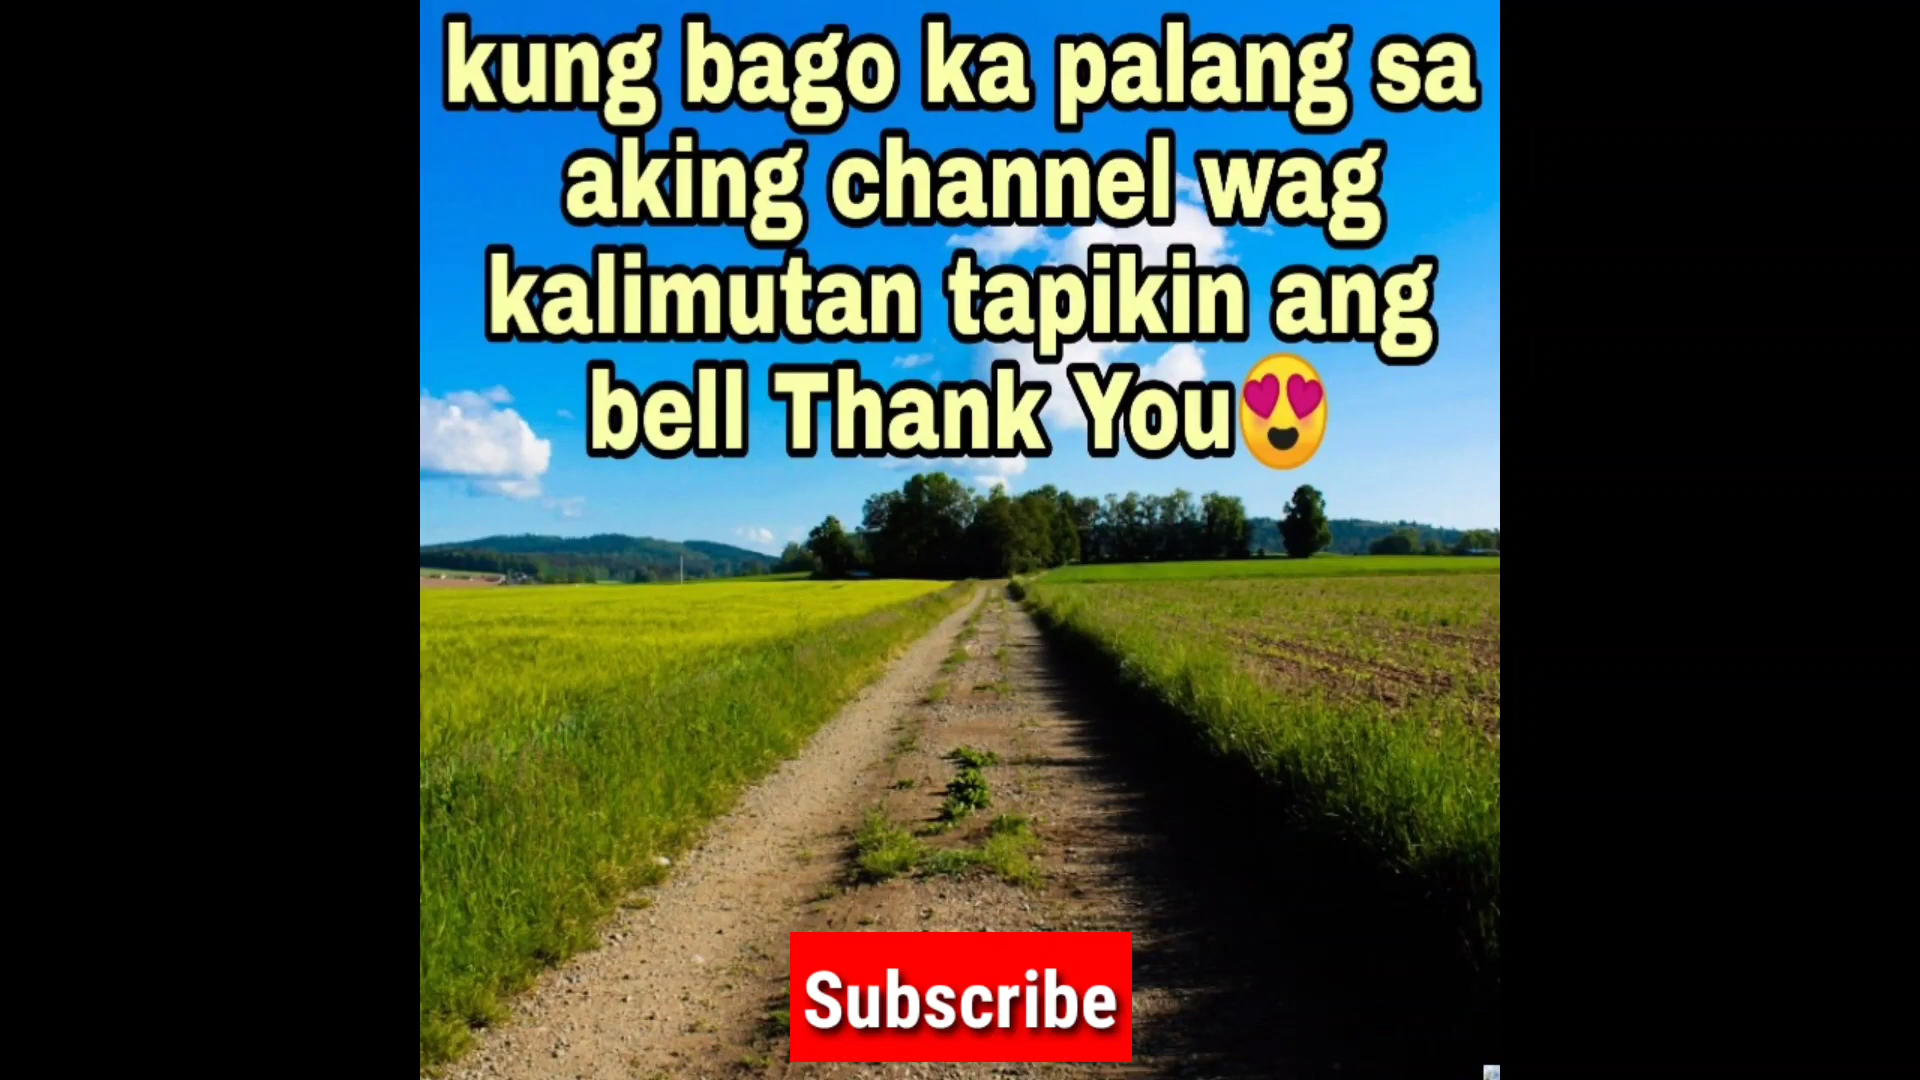 kung bago ka palang sa
aking channel wag
kalimutan tapikin ang
bell Thank You😍
Subscribe